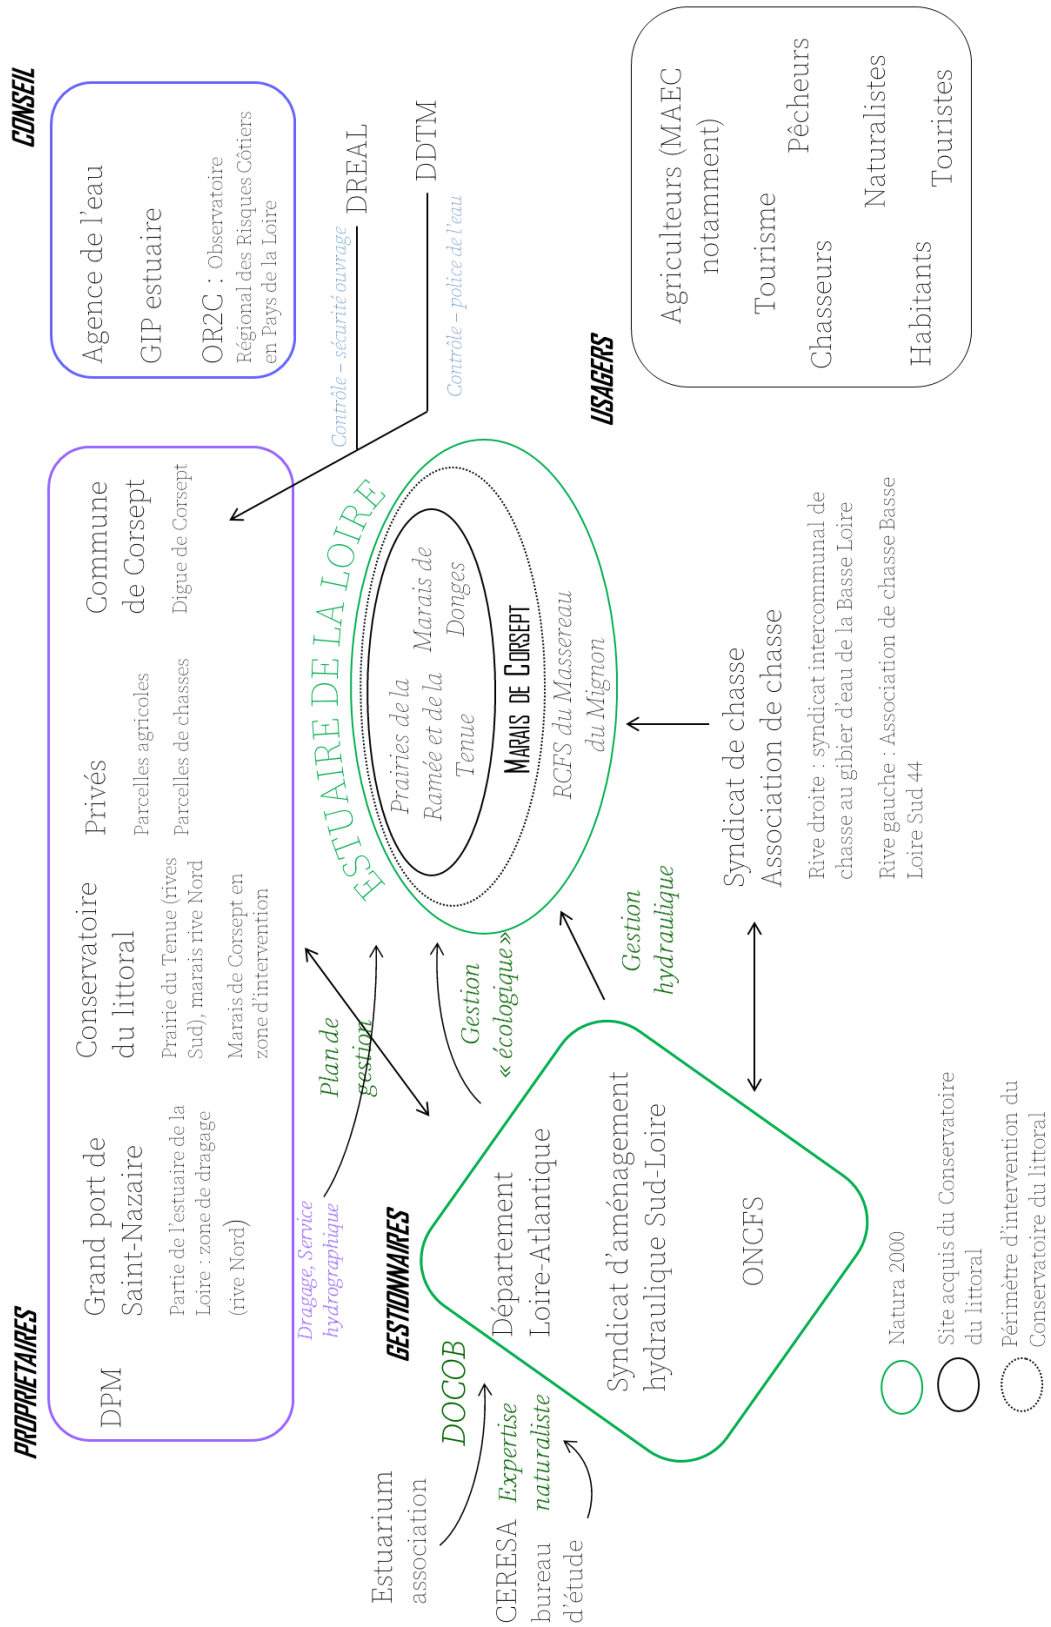 PROPRIETAIRES
DPM
Grand port de
Saint-Nazaire
Partie de l'estuaire de la
Loire : zone de dragage
(rive Nord)
Conservatoire
du littoral
Prairie du Tenue (rives
Sud), marais rive Nord
Marais de Corsept en
zone d'intervention
Privés
Parcelles agricoles
Parcelles de chasses
Commune
de Corsept
Digue de Corsept
CONSEIL
Agence de l'eau
GIP estuaire
OR2C : Observatoire
Régional des Risques Côtiers
en Pays de la Loire
Dragage, Service
hydrographique
Plan de
gestion
Contrôle – sécurité ouvrage
DREAL
DDTM
Contrôle – police de l'eau
ESTUAIRE DE LA LOIRE
Prairies de la
Ramée et de la
Tenue
Marais de
Donges
MARAIS DE CORSEPT
RCFS du Massereau
du Mignon
Gestion
« écologique »
Gestion
hydraulique
GESTIONNAIRES
Département
Loire-Atlantique
Syndicat d'aménagement
hydraulique Sud-Loire
ONCFS
Estuarium
association
DOCOB
CERESA
bureau
d'étude
Expertise
naturaliste
Syndicat de chasse
Association de chasse
Rive droite : syndicat intercommunal de
chasse au gibier d'eau de la Basse Loire
Rive gauche : Association de chasse Basse
Loire Sud 44
USAGERS
Agriculteurs (MAEC
notamment)
Tourisme
Pêcheurs
Chasseurs
Naturalistes
Habitants
Touristes
Natura 2000
Site acquis du Conservatoire
du littoral
Périmètre d'intervention du
Conservatoire du littoral